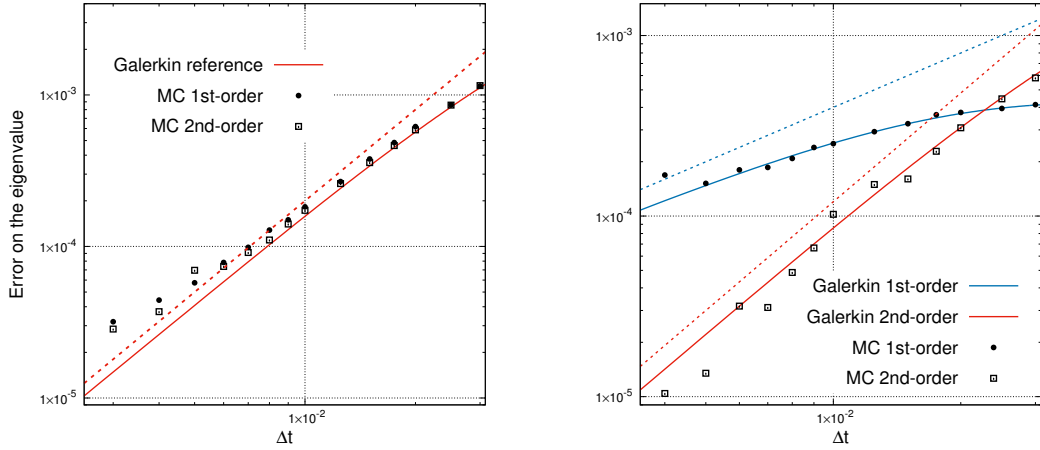 Error on the eigenvalue
1×10⁻³
1×10⁻⁴
1×10⁻⁵
1×10⁻²
Δt
Galerkin reference
MC 1st-order
MC 2nd-order
1×10⁻³
1×10⁻⁴
1×10⁻⁵
1×10⁻²
Δt
Galerkin 1st-order
Galerkin 2nd-order
MC 1st-order
MC 2nd-order